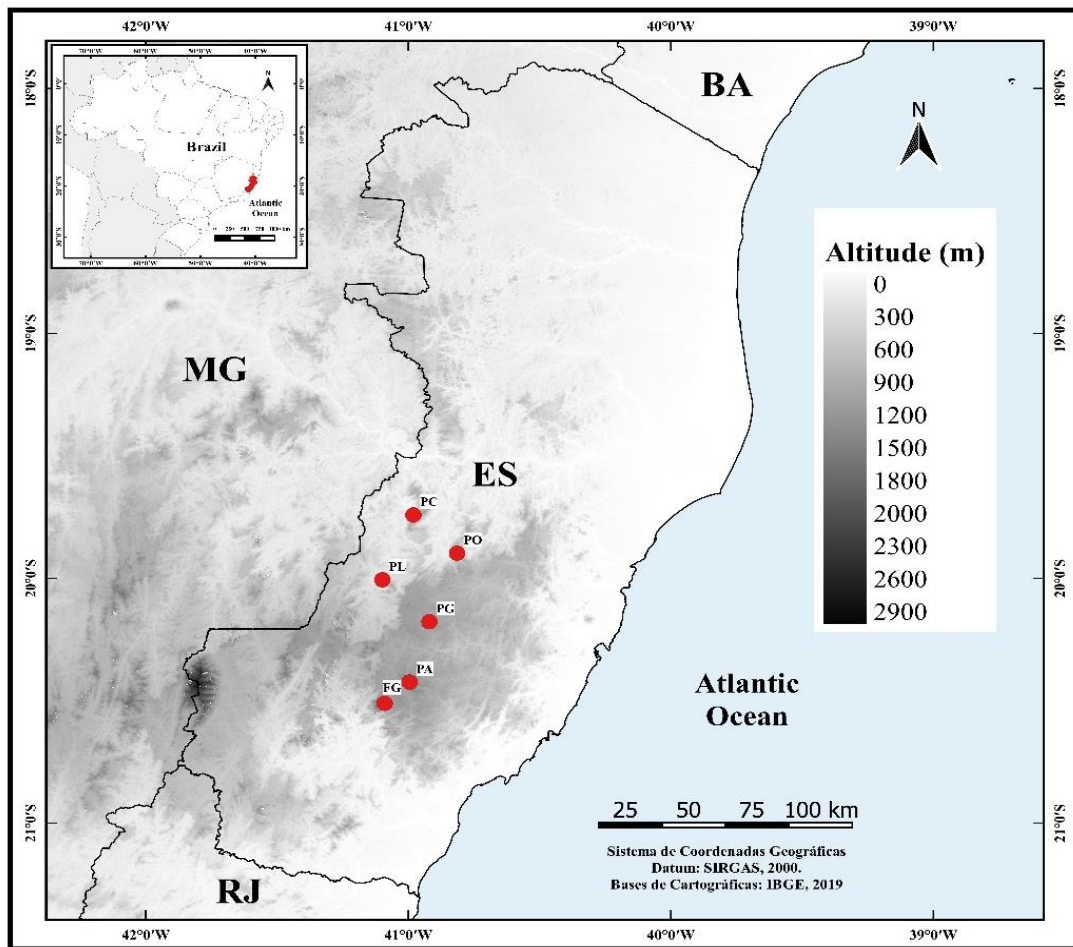 42°0'W 41°0'W 40°0'W 39°0'W
N
Brazil
Atlantic
Ocean
BA
N
18°0'S
18°0'S
Altitude (m)
0
300
600
900
1200
1500
1800
2000
2300
2600
2900
19°0'S
19°0'S
MG
ES
PC
PO
PL
20°0'S
20°0'S
PG
PA
FG
Atlantic
Ocean
25 50 75 100 km
21°0'S
21°0'S
Sistema de Coordenadas Geográficas
Datum: SIRGAS, 2000.
Bases de Cartográficas: IBGE, 2019
RJ
42°0'W 41°0'W 40°0'W 39°0'W